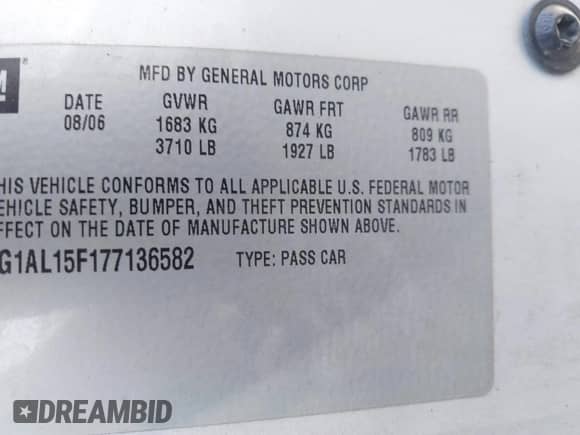 M ®
MFD BY GENERAL MOTORS CORP
DATE GVWR GAWR FRT GAWR RR
08/06 1683 KG 874 KG 809 KG
3710 LB 1927 LB 1783 LB
HIS VEHICLE CONFORMS TO ALL APPLICABLE U.S. FEDERAL MOTOR
EHICLE SAFETY, BUMPER, AND THEFT PREVENTION STANDARDS IN
FFECT ON THE DATE OF MANUFACTURE SHOWN ABOVE.
G1AL15F177136582 TYPE: PASS CAR
DREAMBID